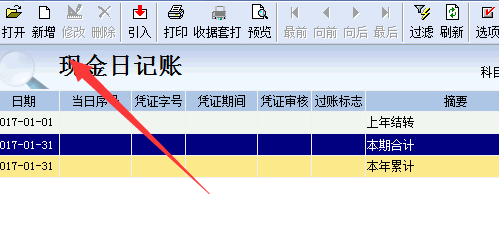 打开 新增 修改 删除 引入 打印 收据套打 预览 最前 向前 向后 最后 过滤 刷新 选项
现金日记账
科目
日期 当日序号 凭证字号 凭证期间 凭证审核 过账标志 摘要
017-01-01 上年结转
017-01-31 本期合计
017-01-31 本年累计